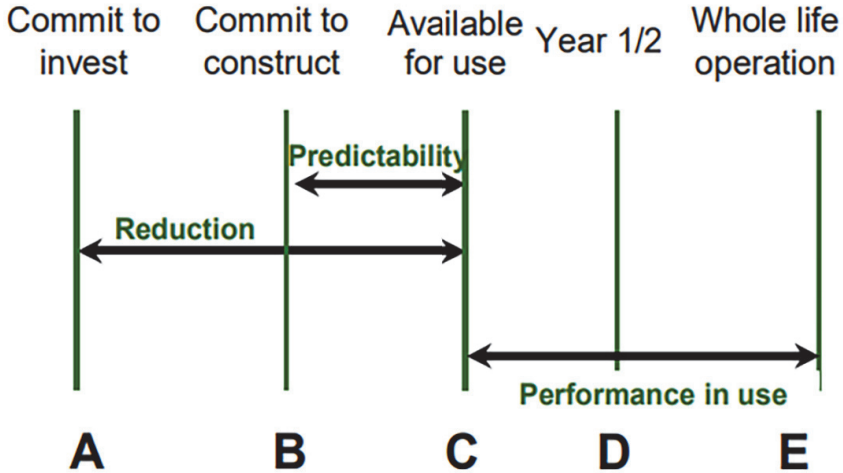 Commit to
invest
Commit to
construct
Available
for use
Year 1/2
Whole life
operation
Predictability
Reduction
Performance in use
A
B
C
D
E